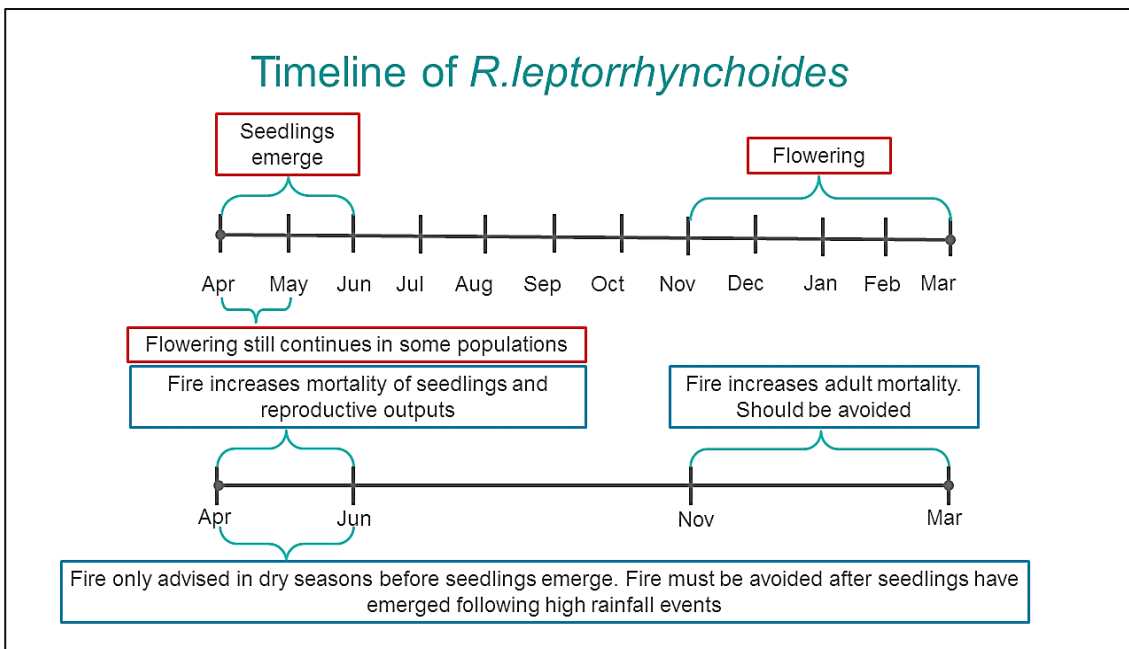 Timeline of R.leptorrhynchoides
Seedlings
emerge
Flowering
Apr May Jun Jul Aug Sep Oct Nov Dec Jan Feb Mar
Flowering still continues in some populations
Fire increases mortality of seedlings and
reproductive outputs
Fire increases adult mortality.
Should be avoided
Apr Jun Nov Mar
Fire only advised in dry seasons before seedlings emerge. Fire must be avoided after seedlings have
emerged following high rainfall events